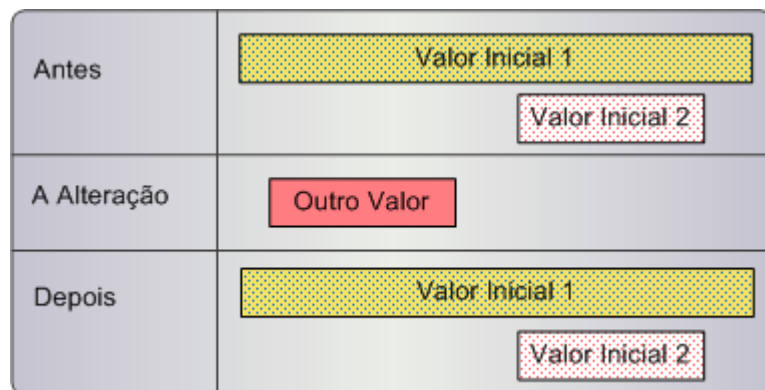 Antes
Valor Inicial 1
Valor Inicial 2
A Alteração
Outro Valor
Depois
Valor Inicial 1
Valor Inicial 2